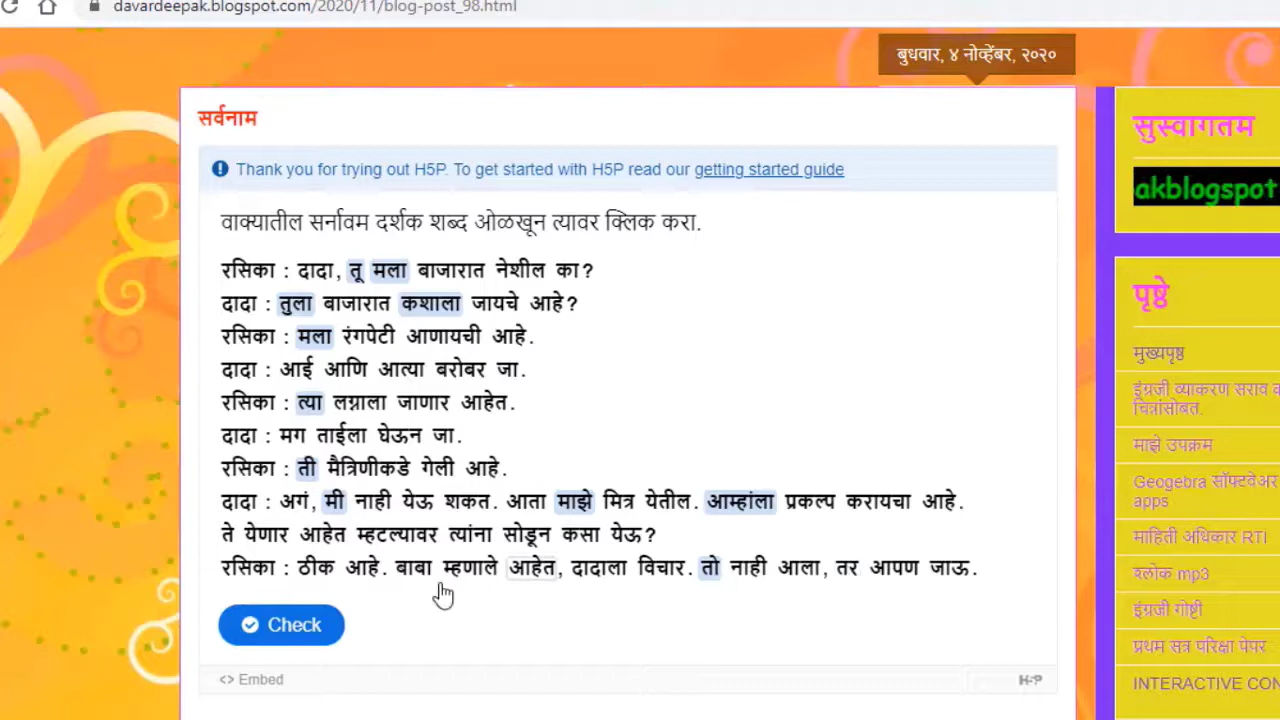 davardeepak.blogspot.com/2020/11/blog-post_98.html
बुधवार, ४ नोव्हेंबर, २०२०
सर्वनाम
Thank you for trying out H5P. To get started with H5P read our getting started guide
वाक्यातील सर्नावम दर्शक शब्द ओळखून त्यावर क्लिक करा.
रसिका : दादा, तू मला बाजारात नेशील का?
दादा : तुला बाजारात कशाला जायचे आहे?
रसिका : मला रंगपेटी आणायची आहे.
दादा : आई आणि आत्या बरोबर जा.
रसिका : त्या लग्नाला जाणार आहेत.
दादा : मग ताईला घेऊन जा.
रसिका : ती मैत्रिणीकडे गेली आहे.
दादा : अगं, मी नाही येऊ शकत. आता माझे मित्र येतील. आम्हांला प्रकल्प करायचा आहे.
ते येणार आहेत म्हटल्यावर त्यांना सोडून कसा येऊ?
रसिका : ठीक आहे. बाबा म्हणाले आहेत, दादाला विचार. तो नाही आला, तर आपण जाऊ.
Check
<> Embed
H-P
सुस्वागतम
akblogspot
पृष्ठे
मुख्यपृष्ठ
इंग्रजी व्याकरण सराव
चित्रांसोबत.
माझे उपक्रम
Geogebra सॉफ्टवेअर
apps
माहिती अधिकार RTI
श्लोक mp3
इंग्रजी गोष्टी
प्रथम सत्र परिक्षा पेपर
INTERACTIVE CON